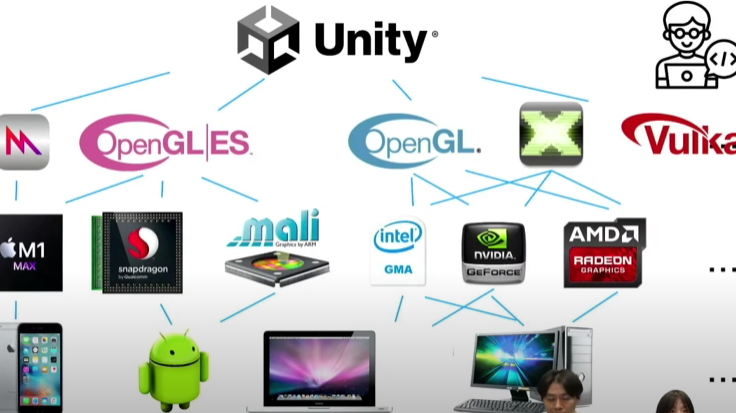 Unity®
</>
OpenGL|ES
OpenGL.
Vulka
M1
MAX
snapdragon
by Qualcomm
mali
Graphics by ARM
intel
GMA
NVIDIA.
GEFORCE
AMD
RADEON
GRAPHICS
...
...